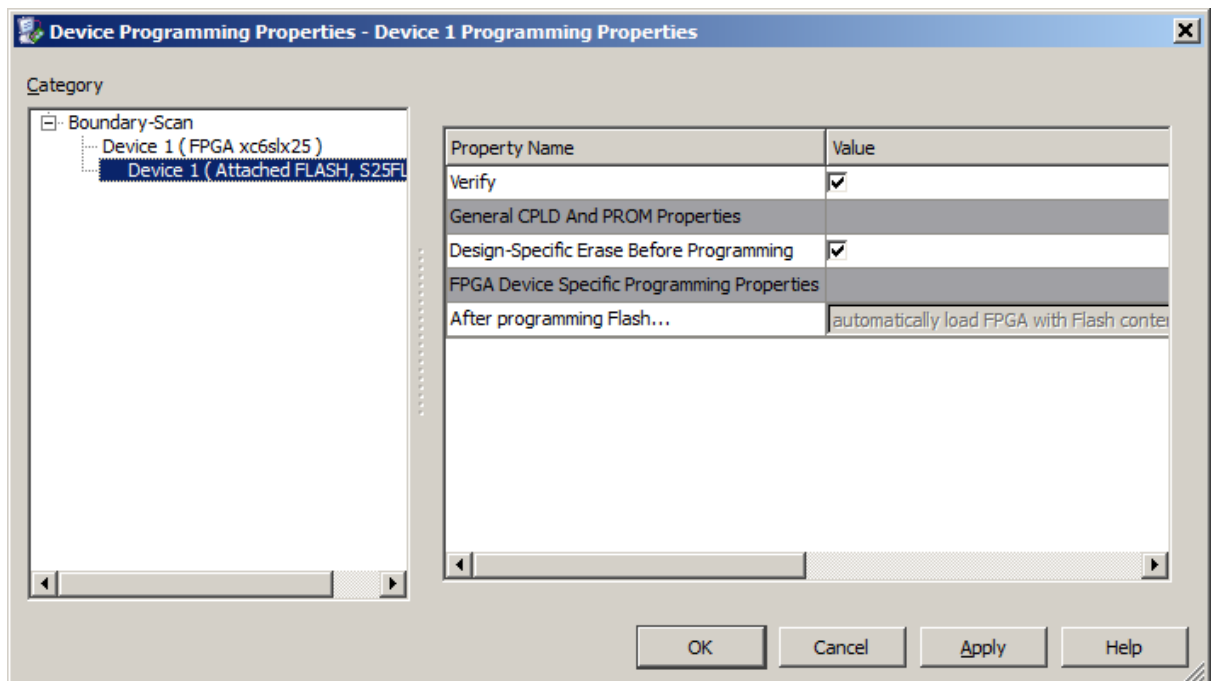 Device Programming Properties - Device 1 Programming Properties
Category
Boundary-Scan
Device 1 ( FPGA xc6slx25 )
Device 1 ( Attached FLASH, S25FL
Property Name Value
Verify
General CPLD And PROM Properties
Design-Specific Erase Before Programming
FPGA Device Specific Programming Properties
After programming Flash... automatically load FPGA with Flash conte
OK Cancel Apply Help